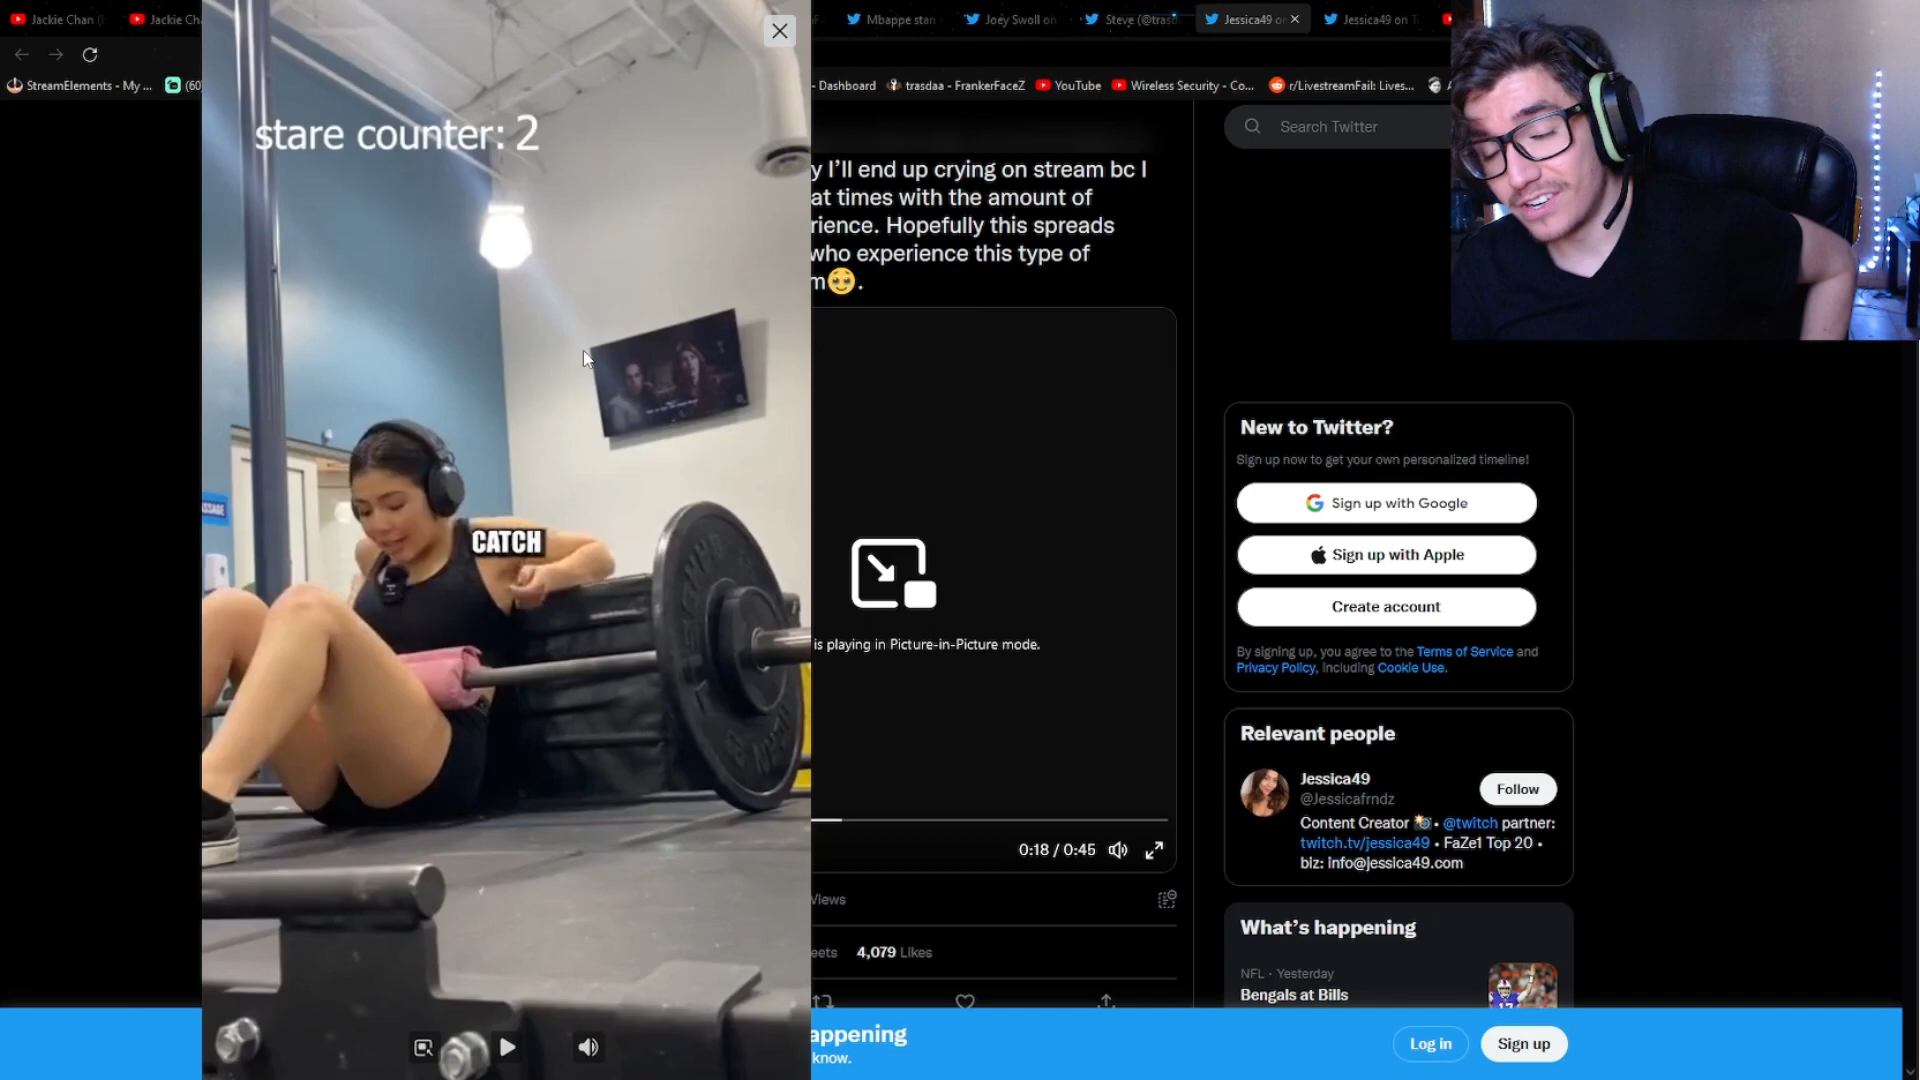 Jackie Chan
Jackie Ch
Mbappe stan
Joey Swoll on
Steve (@tras
Jessica49 o
Jessica49 on T
StreamElements - My ...
(60
- Dashboard
trasdaa - FrankerFaceZ
YouTube
Wireless Security - Co...
r/LivestreamFail: Lives...
stare counter: 2
y I'll end up crying on stream bc I
at times with the amount of
rience. Hopefully this spreads
who experience this type of
m🥹.
Search Twitter
CATCH
is playing in Picture-in-Picture mode.
0:18 / 0:45
Views
eets 4,079 Likes
New to Twitter?
Sign up now to get your own personalized timeline!
Sign up with Google
Sign up with Apple
Create account
By signing up, you agree to the Terms of Service and
Privacy Policy, including Cookie Use.
Relevant people
Jessica49
@Jessicafrndz
Follow
Content Creator 📸 • @twitch partner:
twitch.tv/jessica49 • FaZe1 Top 20 •
biz: info@jessica49.com
What's happening
NFL · Yesterday
Bengals at Bills
appening
know.
Log in
Sign up